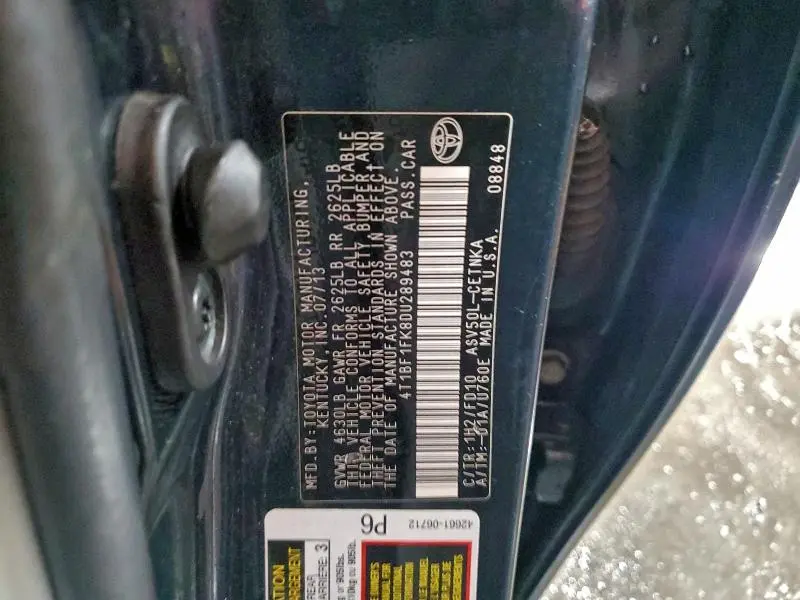 MFD.BY:TOYOTA MOTOR MANUFACTURING,
KENTUCKY, INC. 07/13
GVWR 4630LB GAWR FR 2625LB RR 2625LB
THIS VEHICLE CONFORMS TO ALL APPLICABLE
FEDERAL MOTOR VEHICLE SAFETY, BUMPER, AND
THEFT PREVENTION STANDARDS IN EFFECT ON
THE DATE OF MANUFACTURE SHOWN ABOVE.
4T1BF1FK8DU289483 PASS.CAR
C/TR:1H2/FD10 ASV50L-CETNKA
A/TM:-01A/U760E MADE IN U.S.A.
08848
P6
42661-06712
REAR
ARRIÈRE 3